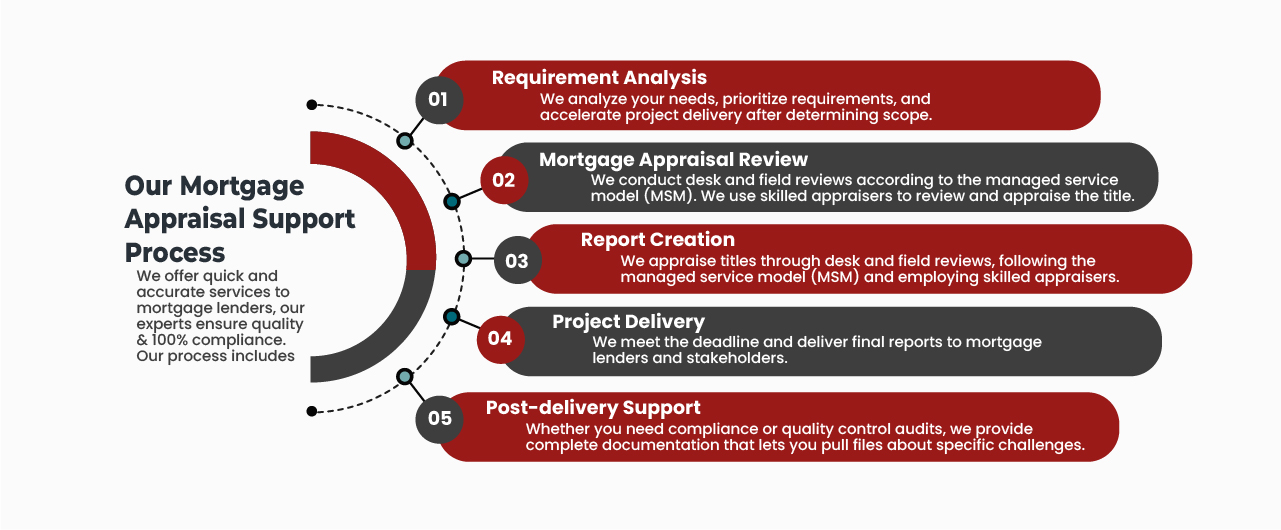 Our Mortgage
Appraisal Support
Process
We offer quick and
accurate services to
mortgage lenders, our
experts ensure quality
& 100% compliance.
Our process includes
01
Requirement Analysis
We analyze your needs, prioritize requirements, and
accelerate project delivery after determining scope.
02
Mortgage Appraisal Review
We conduct desk and field reviews according to the managed service
model (MSM). We use skilled appraisers to review and appraise the title.
03
Report Creation
We appraise titles through desk and field reviews, following the
managed service model (MSM) and employing skilled appraisers.
04
Project Delivery
We meet the deadline and deliver final reports to mortgage
lenders and stakeholders.
05
Post-delivery Support
Whether you need compliance or quality control audits, we provide
complete documentation that lets you pull files about specific challenges.